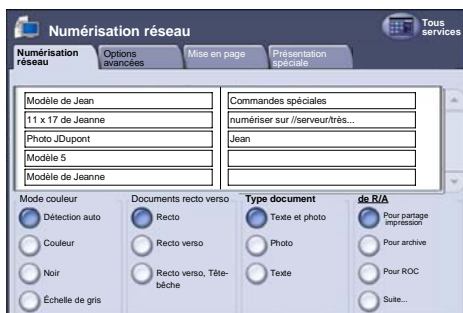 Numérisation réseau
Tous
services
Numérisation
réseau
Options
avancées
Mise en page
Présentation
spéciale
Modèle de Jean
11 x 17 de Jeanne
Photo JDupont
Modèle 5
Modèle de Jeanne
Commandes spéciales
numériser sur //serveur/très...
Jean
Mode couleur
Détection auto
Couleur
Noir
Échelle de gris
Documents recto verso
Recto
Recto verso
Recto verso, Tête-
bêche
Type document
Texte et photo
Photo
Texte
de R/A
Pour partage
impression
Pour archive
Pour ROC
Suite...